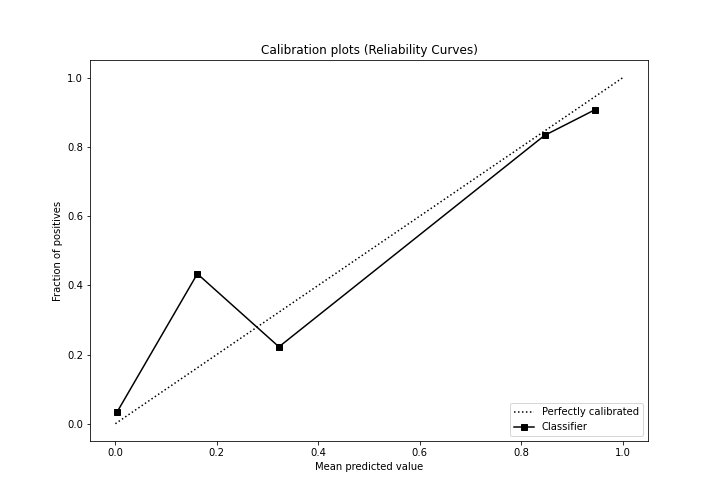 Calibration plots (Reliability Curves)
Fraction of positives
1.0
0.8
0.6
0.4
0.2
0.0
0.0 0.2 0.4 0.6 0.8 1.0
Mean predicted value
Perfectly calibrated
Classifier